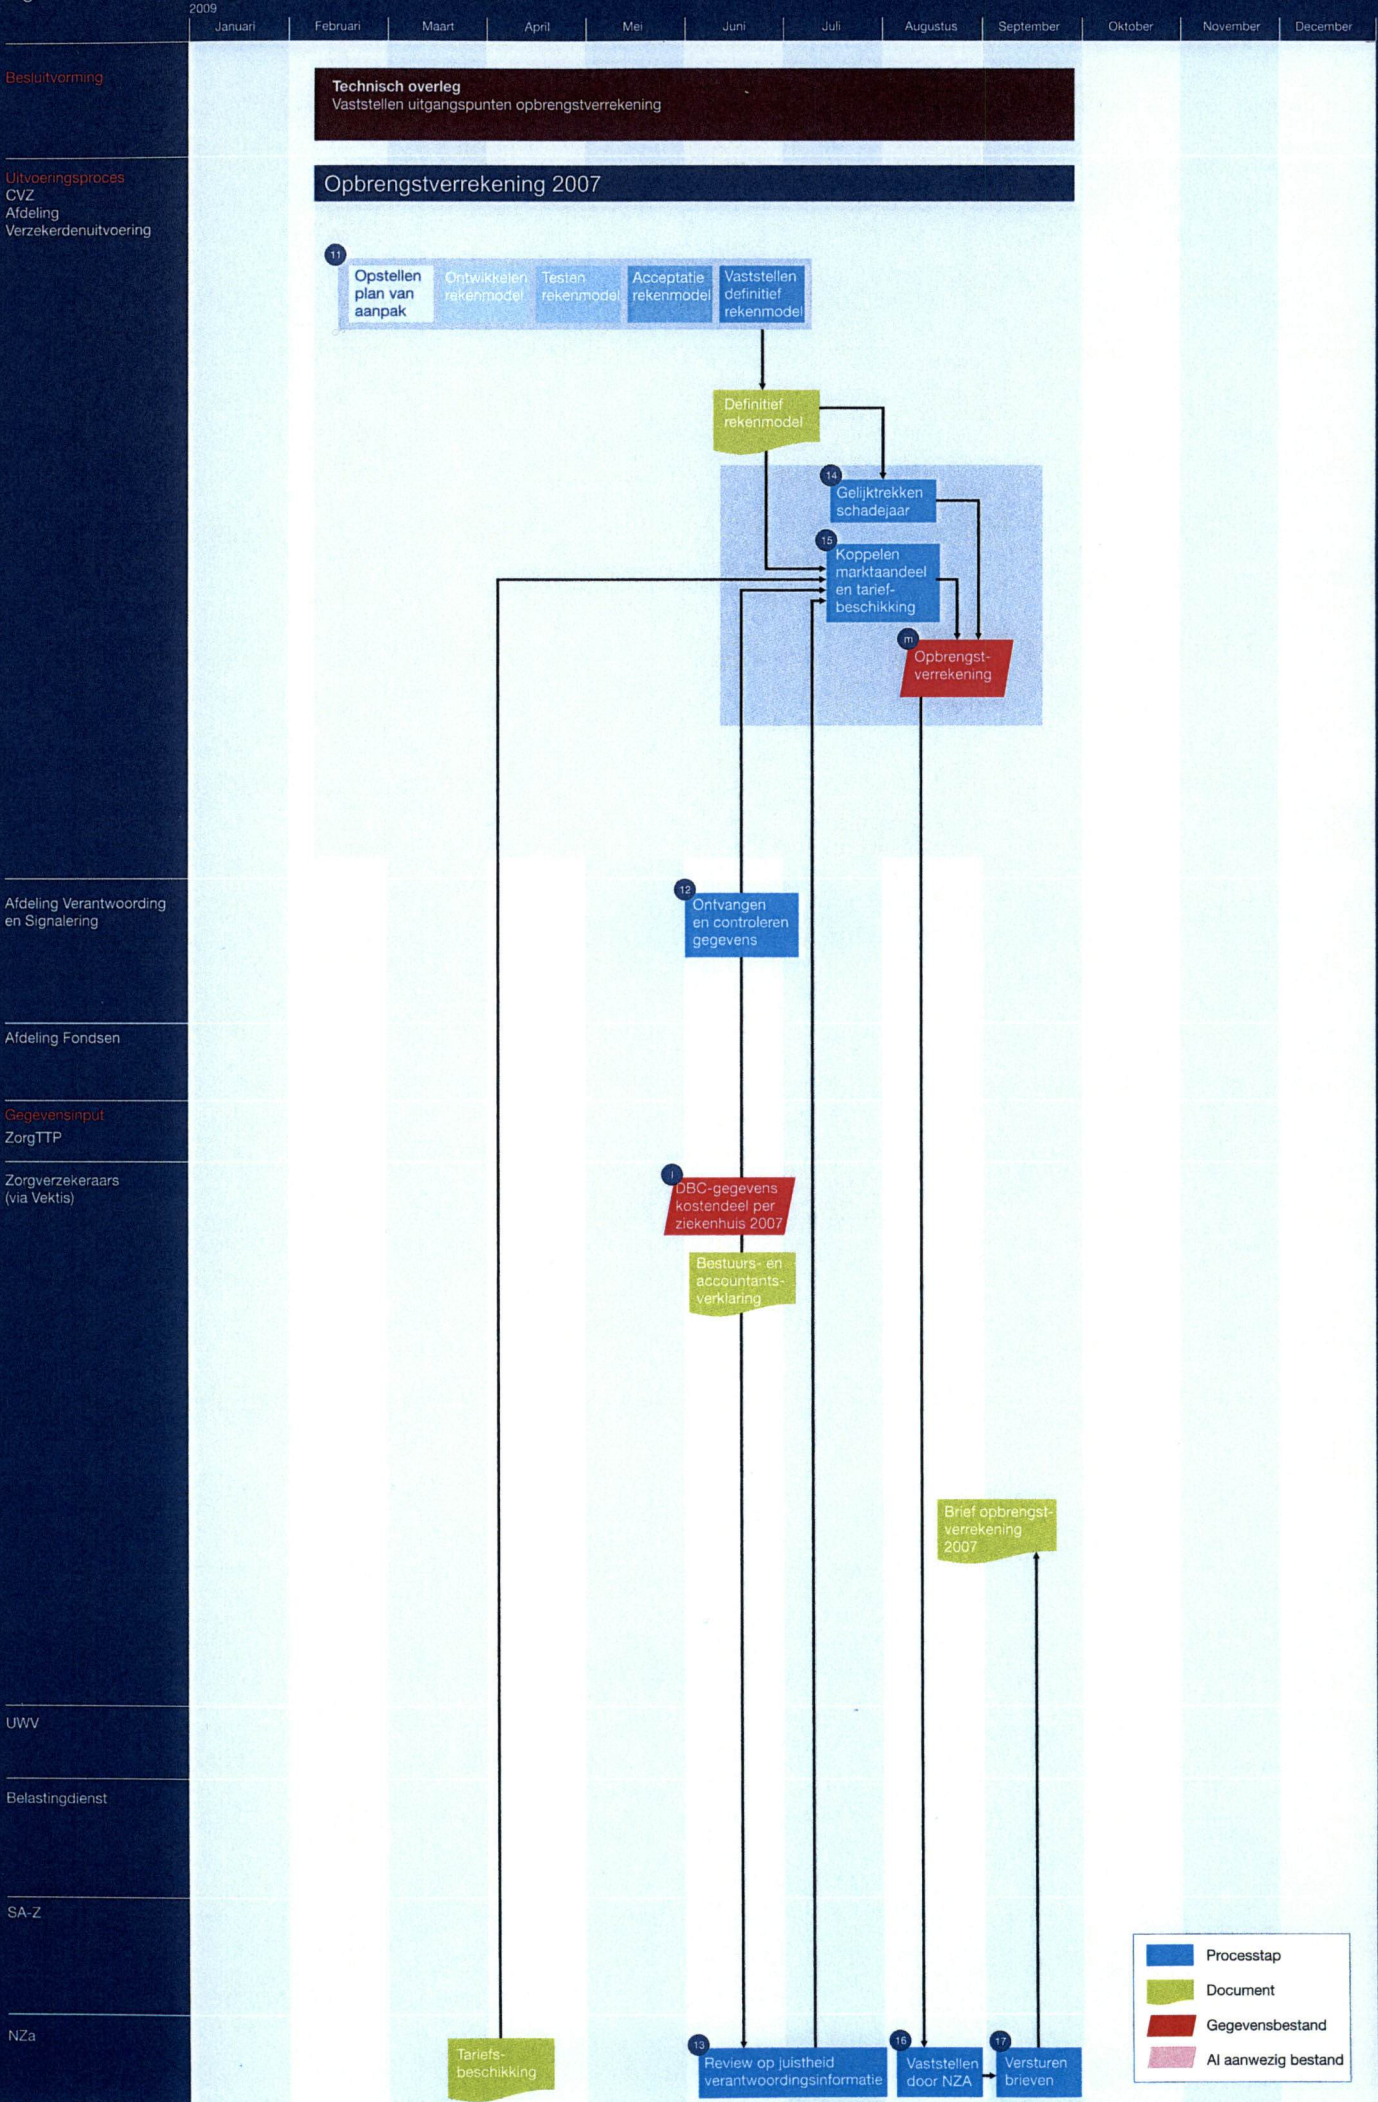 2009
Januari Februari Maart April Mei Juni Juli Augustus September Oktober November December
Besluitvorming
Technisch overleg
Vaststellen uitgangspunten opbrengstverrekening
Uitvoeringsproces
CVZ
Afdeling
Verzekerdenuitvoering
Opbrengstverrekening 2007
11
Opstellen
plan van
aanpak
Ontwikkelen
rekenmodel
Testen
rekenmodel
Acceptatie
rekenmodel
Vaststellen
definitief
rekenmodel
Definitief
rekenmodel
14
Gelijktrekken
schadejaar
15
Koppelen
marktaandeel
en tarief-
beschikking
m
Opbrengst-
verrekening
Afdeling Verantwoording
en Signalering
12
Ontvangen
en controleren
gegevens
Afdeling Fondsen
Gegevensinput
ZorgTTP
Zorgverzekeraars
(via Vektis)
DBC-gegevens
kostendeel per
ziekenhuis 2007
Bestuurs- en
accountants-
verklaring
Brief opbrengst-
verrekening
2007
UWV
Belastingdienst
SA-Z
NZa
Tariefs-
beschikking
13
Review op juistheid
verantwoordingsinformatie
16
Vaststellen
door NZA
17
Versturen
brieven
Processtap
Document
Gegevensbestand
Al aanwezig bestand